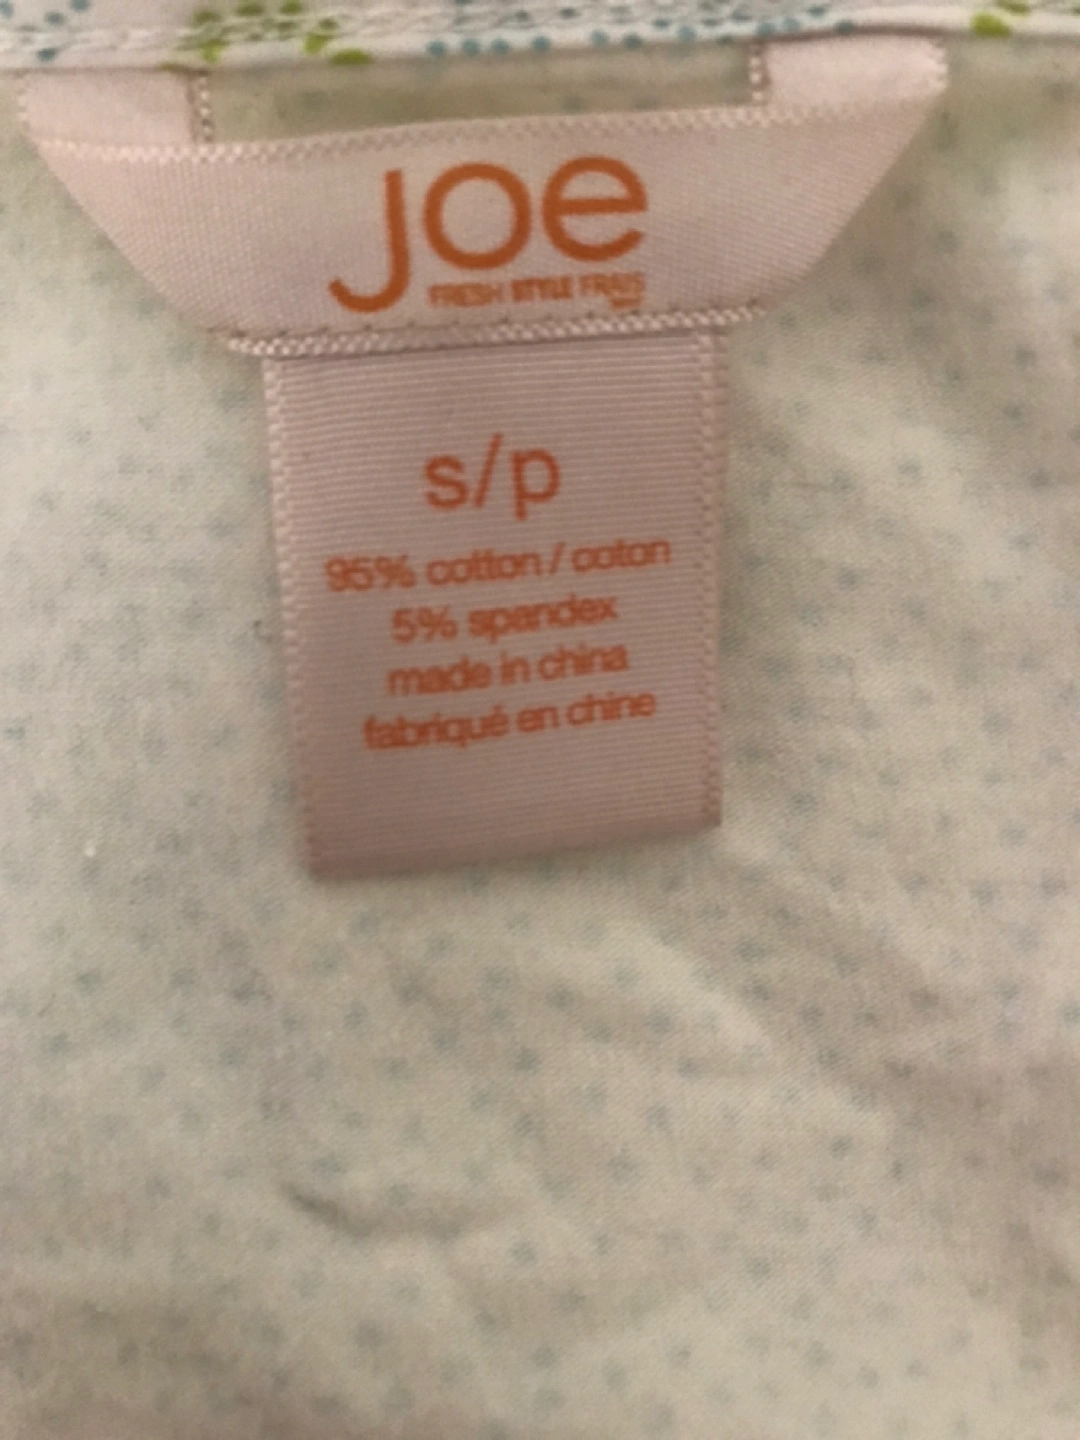 Joe
FRESH STYLE FRAIS
s/p
95% cotton / coton
5% spandex
made in china
fabriqué en chine